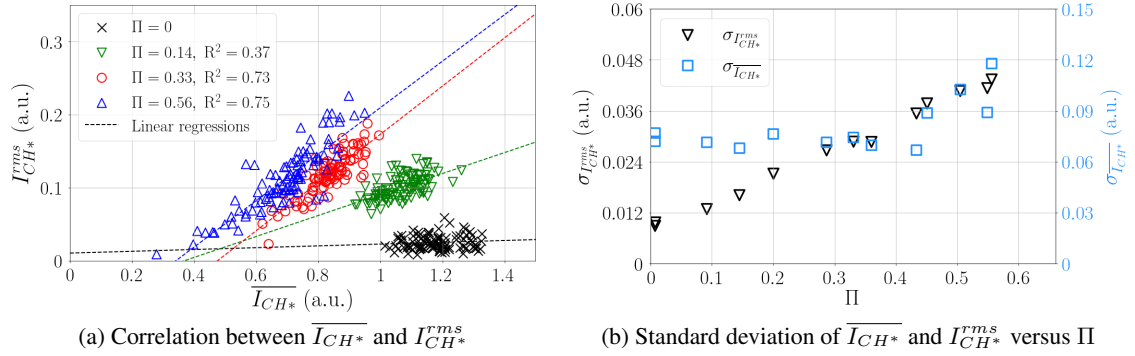 0.3
0.2
0.1
0
I^{rms}_{CH*} (a.u.)
× Π = 0
▽ Π = 0.14, R² = 0.37
○ Π = 0.33, R² = 0.73
△ Π = 0.56, R² = 0.75
----- Linear regressions
0 0.2 0.4 0.6 0.8 1 1.2 1.4
\overline{I_{CH*}} (a.u.)
(a) Correlation between \overline{I_{CH*}} and I^{rms}_{CH*}
0.06
0.048
0.036
0.024
0.012
0.0
σ_{I^{rms}_{CH*}} (a.u.)
▽ σ_{I^{rms}_{CH*}}
□ σ_{\overline{I_{CH*}}}
0.15
0.12
0.09
0.06
0.03
0
σ_{\overline{I_{CH*}}} (a.u.)
0.0 0.1 0.2 0.3 0.4 0.5 0.6
Π
(b) Standard deviation of \overline{I_{CH*}} and I^{rms}_{CH*} versus Π